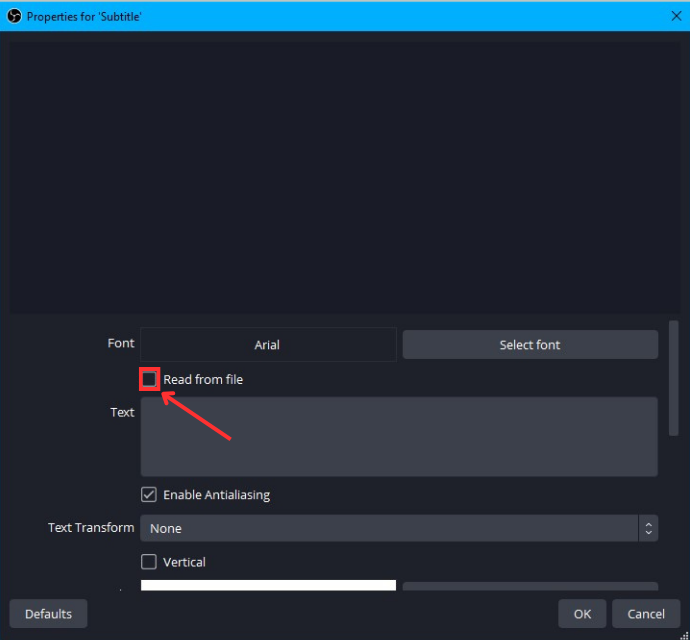 Properties for 'Subtitle'
Font
Arial
Select font
Read from file
Text
Enable Antialiasing
Text Transform
None
Vertical
Defaults
OK
Cancel